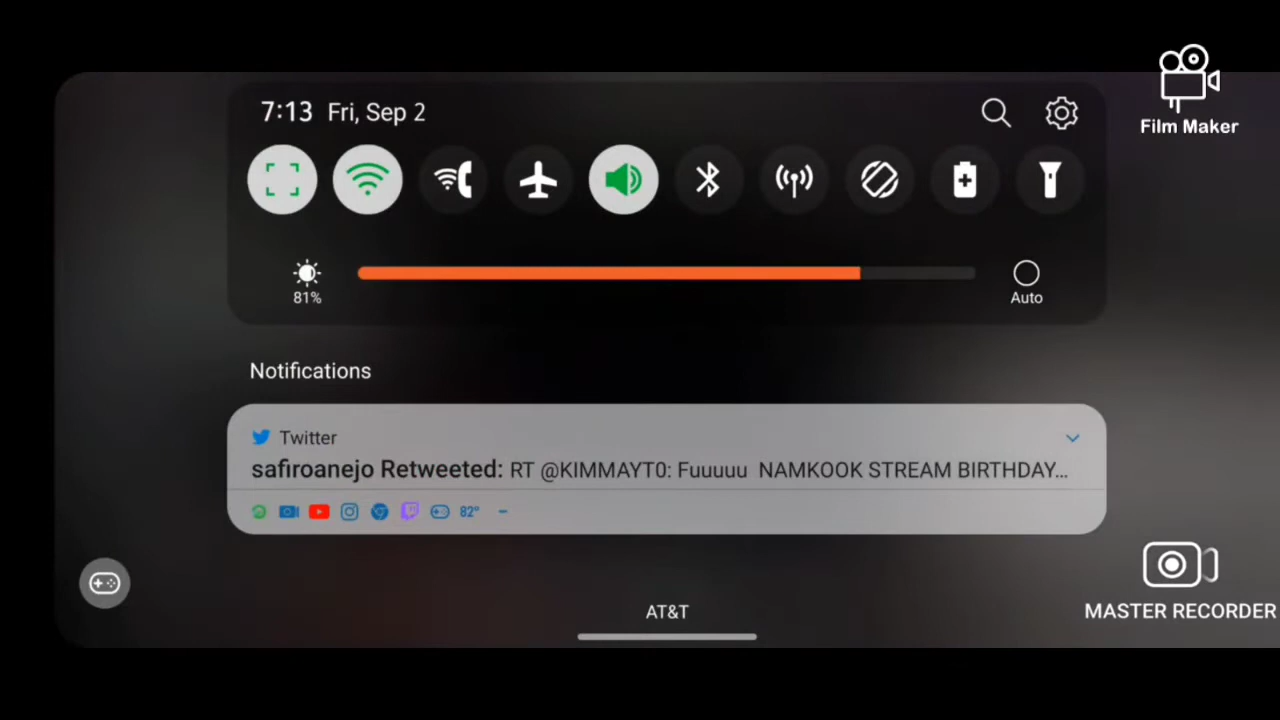 7:13 Fri, Sep 2
Film Maker
81%
Auto
Notifications
Twitter
safiroanejo Retweeted: RT @KIMMAYT0: Fuuuuu NAMKOOK STREAM BIRTHDAY...
82°
AT&T
MASTER RECORDER